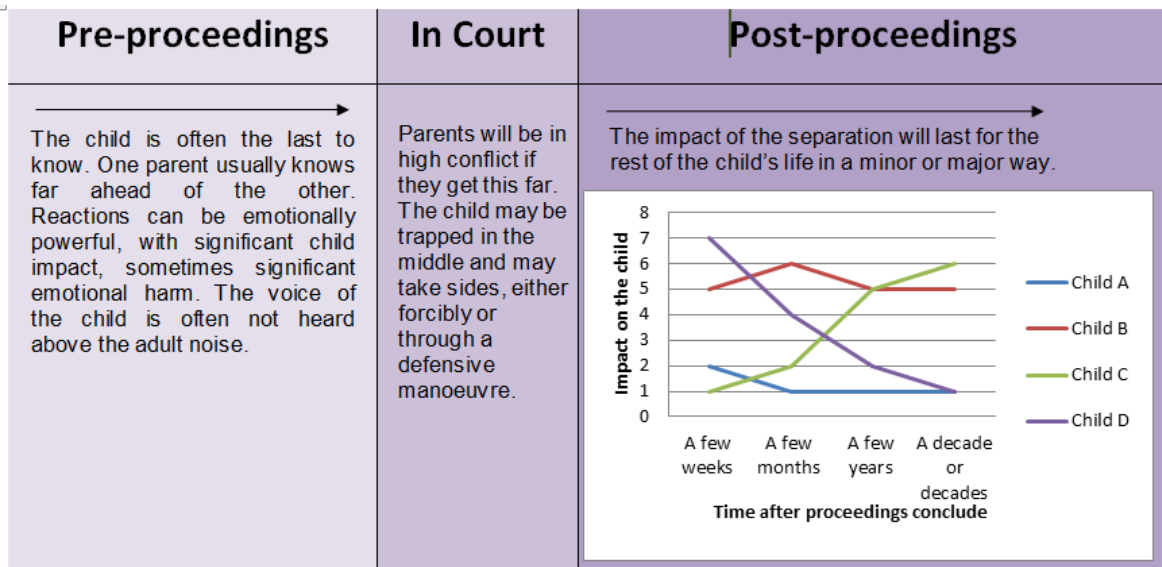 Pre-proceedings
In Court
Post-proceedings
The child is often the last to
know. One parent usually knows
far ahead of the other.
Reactions can be emotionally
powerful, with significant child
impact, sometimes significant
emotional harm. The voice of
the child is often not heard
above the adult noise.
Parents will be in
high conflict if
they get this far.
The child may be
trapped in the
middle and may
take sides, either
forcibly or
through a
defensive
manoeuvre.
The impact of the separation will last for the
rest of the child’s life in a minor or major way.
Impact on the child
8
7
6
5
4
3
2
1
0
A few
weeks
A few
months
A few
years
A decade
or
decades
Time after proceedings conclude
Child A
Child B
Child C
Child D